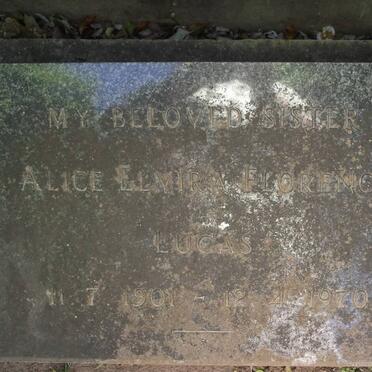 MY BELOVED SISTER
ALICE ELMIRA FLORENC
LUCAS
11. 7. 1901 - 12. 4. 1970